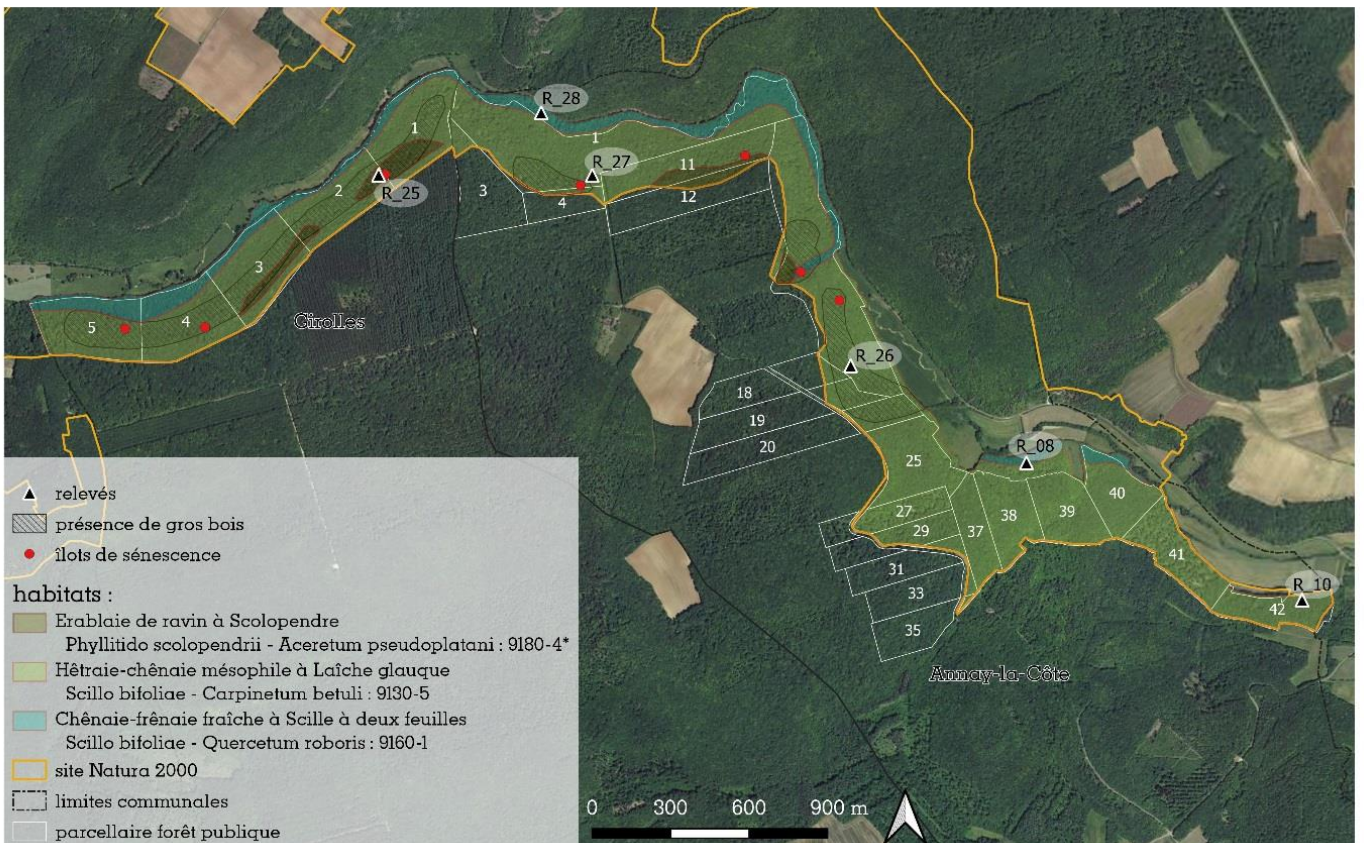 R_28
1
1
R_27
11
R_25
2
3
4
12
3
5
4
Girolles
R_26
18
19
20
R_08
25
40
27
38
39
29
37
41
31
R_10
42
33
35
Annay-la-Côte
relevés
présence de gros bois
îlots de sénescence
habitats :
Erablaie de ravin à Scolopendre
Phyllitido scolopendrii - Aceretum pseudoplatani : 9180-4*
Hêtraie-chênaie mésophile à Laîche glauque
Scillo bifoliae - Carpinetum betuli : 9130-5
Chênaie-frênaie fraîche à Scille à deux feuilles
Scillo bifoliae - Quercetum roboris : 9160-1
site Natura 2000
limites communales
parcellaire forêt publique
0 300 600 900 m